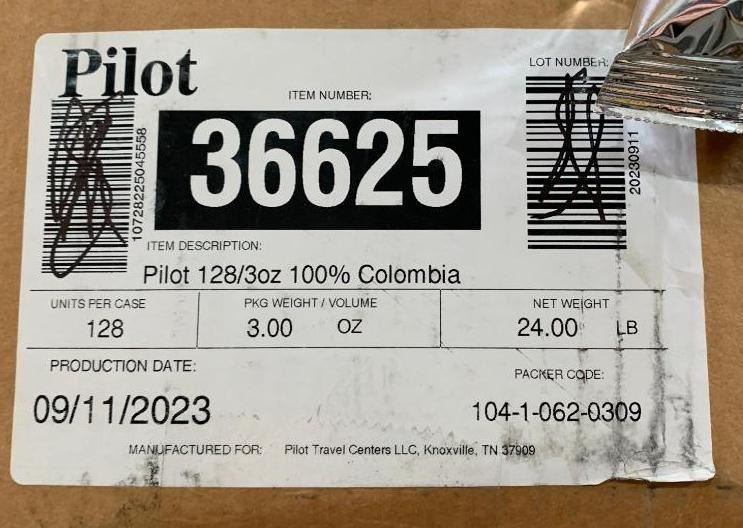 Pilot
LOT NUMBER:
ITEM NUMBER:
36625
10728225045558
20230911
ITEM DESCRIPTION:
Pilot 128/3oz 100% Colombia
UNITS PER CASE
PKG WEIGHT / VOLUME
NET WEIGHT
128
3.00 OZ
24.00 LB
PRODUCTION DATE:
PACKER CODE:
09/11/2023
104-1-062-0309
MANUFACTURED FOR: Pilot Travel Centers LLC, Knoxville, TN 37909